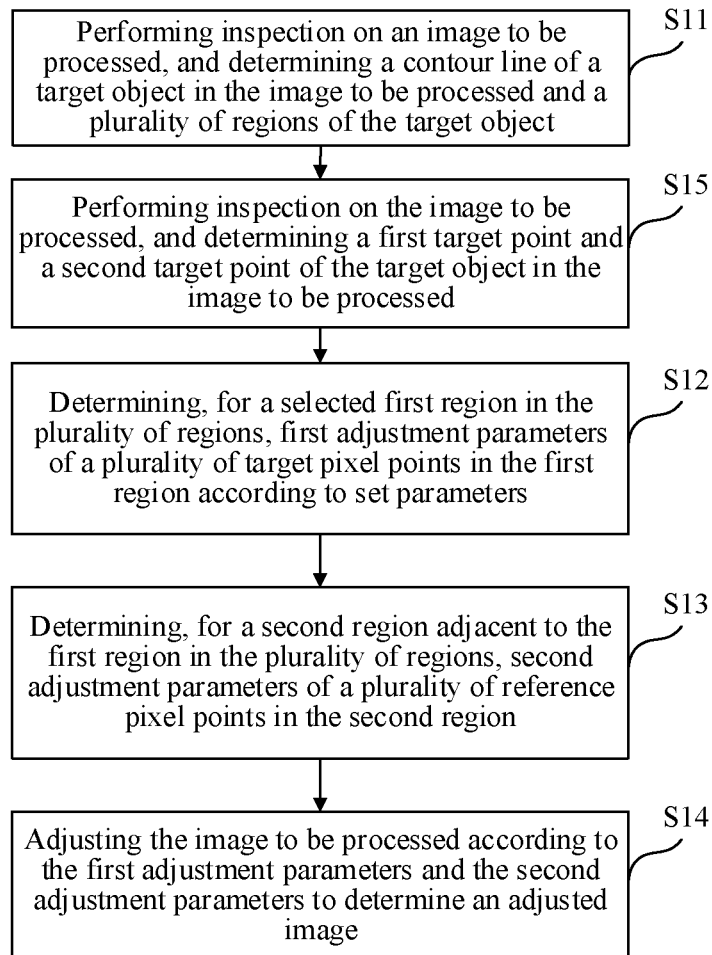 S11
Performing inspection on an image to be
processed, and determining a contour line of a
target object in the image to be processed and a
plurality of regions of the target object
S15
Performing inspection on the image to be
processed, and determining a first target point and
a second target point of the target object in the
image to be processed
S12
Determining, for a selected first region in the
plurality of regions, first adjustment parameters
of a plurality of target pixel points in the first
region according to set parameters
S13
Determining, for a second region adjacent to the
first region in the plurality of regions, second
adjustment parameters of a plurality of reference
pixel points in the second region
S14
Adjusting the image to be processed according to
the first adjustment parameters and the second
adjustment parameters to determine an adjusted
image